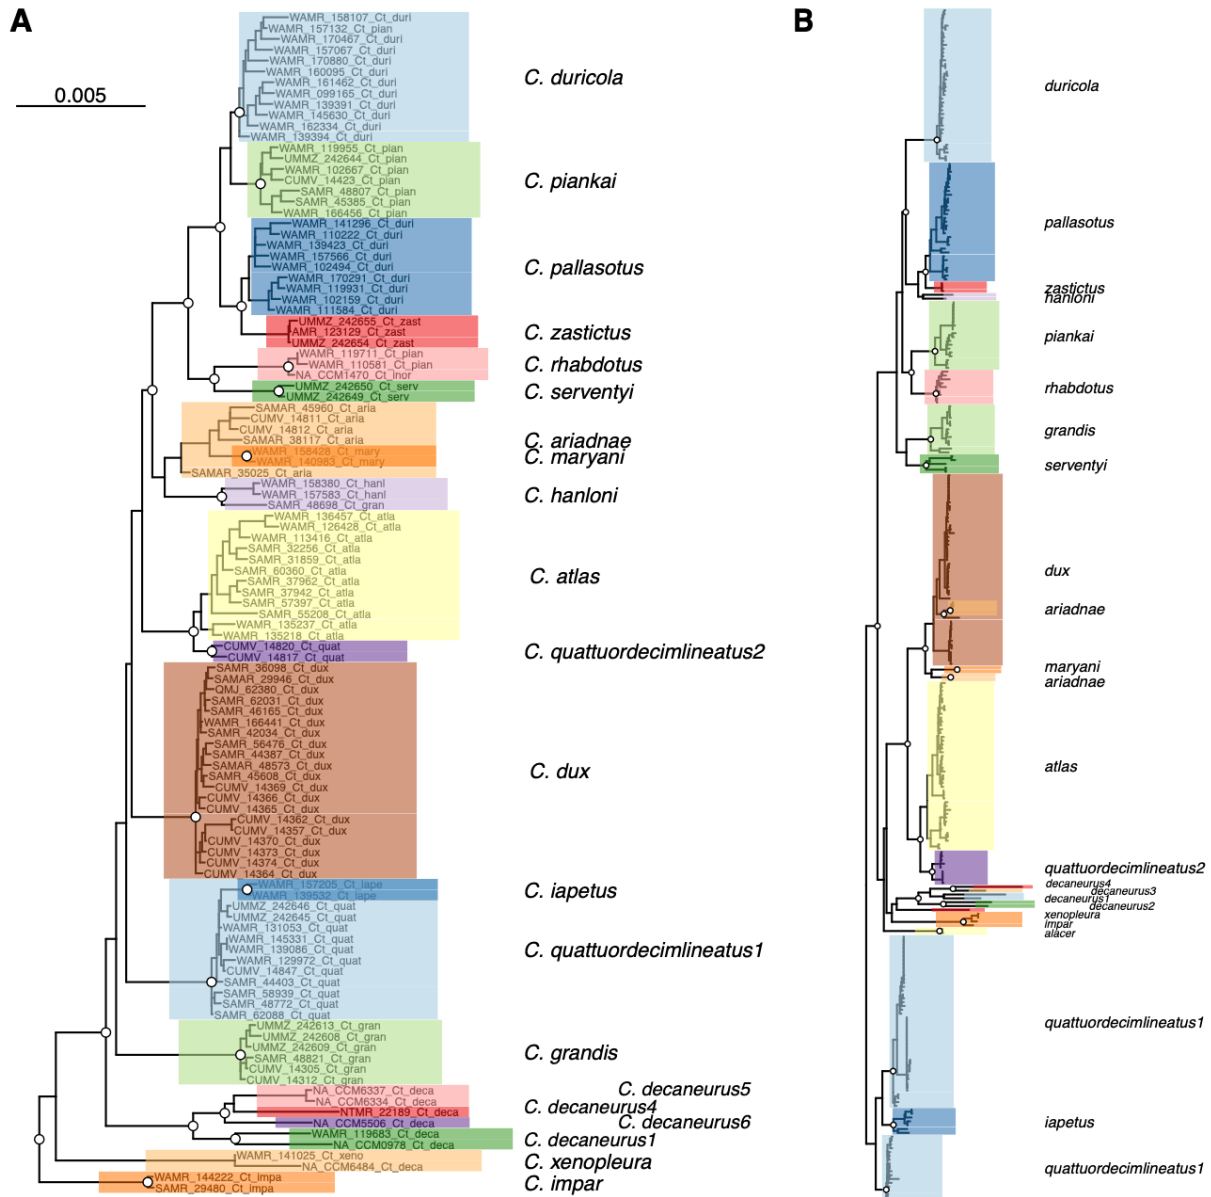 A
0.005
WAMR_158107_Ct_duri
WAMR_157132_Ct_pian
WAMR_170467_Ct_duri
WAMR_157067_Ct_duri
WAMR_170880_Ct_duri
WAMR_160095_Ct_duri
WAMR_161462_Ct_duri
WAMR_099165_Ct_duri
WAMR_139391_Ct_duri
WAMR_145630_Ct_duri
WAMR_162334_Ct_duri
WAMR_139394_Ct_duri
C. duricola
WAMR_119955_Ct_pian
UMMZ_242644_Ct_pian
WAMR_102667_Ct_pian
CUMV_14423_Ct_pian
SAMR_48807_Ct_pian
SAMR_45385_Ct_pian
WAMR_166456_Ct_pian
C. piankai
WAMR_141296_Ct_duri
WAMR_110222_Ct_duri
WAMR_139423_Ct_duri
WAMR_157566_Ct_duri
WAMR_102494_Ct_duri
WAMR_170291_Ct_duri
WAMR_119931_Ct_duri
WAMR_102159_Ct_duri
WAMR_111584_Ct_duri
C. pallasotus
UMMZ_242655_Ct_zast
AMR_123129_Ct_zast
UMMZ_242654_Ct_zast
C. zastictus
WAMR_119711_Ct_pian
WAMR_110581_Ct_pian
NA_CCM1470_Ct_inor
C. rhabdotus
UMMZ_242650_Ct_serv
UMMZ_242649_Ct_serv
C. serventyi
SAMAR_45960_Ct_aria
CUMV_14811_Ct_aria
CUMV_14812_Ct_aria
SAMAR_38117_Ct_aria
C. ariadnae
WAMR_158428_Ct_mary
WAMR_140983_Ct_mary
C. maryani
SAMAR_35025_Ct_aria
WAMR_158380_Ct_hanl
WAMR_157583_Ct_hanl
SAMR_48698_Ct_gran
C. hanloni
WAMR_136457_Ct_atla
WAMR_126428_Ct_atla
WAMR_113416_Ct_atla
SAMR_32256_Ct_atla
SAMR_31859_Ct_atla
SAMR_60360_Ct_atla
SAMR_37962_Ct_atla
SAMR_37942_Ct_atla
SAMR_57397_Ct_atla
SAMR_55208_Ct_atla
WAMR_135237_Ct_atla
WAMR_135218_Ct_atla
C. atlas
CUMV_14820_Ct_quat
CUMV_14817_Ct_quat
C. quattuordecimlineatus2
SAMR_36098_Ct_dux
SAMAR_29946_Ct_dux
QMJ_62380_Ct_dux
SAMR_62031_Ct_dux
SAMR_46165_Ct_dux
WAMR_166441_Ct_dux
SAMR_42034_Ct_dux
SAMR_56476_Ct_dux
SAMR_44387_Ct_dux
SAMAR_48573_Ct_dux
SAMR_45608_Ct_dux
CUMV_14369_Ct_dux
CUMV_14366_Ct_dux
CUMV_14365_Ct_dux
CUMV_14362_Ct_dux
CUMV_14357_Ct_dux
CUMV_14370_Ct_dux
CUMV_14373_Ct_dux
CUMV_14374_Ct_dux
CUMV_14364_Ct_dux
C. dux
WAMR_157205_Ct_iape
WAMR_139532_Ct_iape
C. iapetus
UMMZ_242646_Ct_quat
UMMZ_242645_Ct_quat
WAMR_131053_Ct_quat
WAMR_145331_Ct_quat
WAMR_139086_Ct_quat
WAMR_129972_Ct_quat
CUMV_14847_Ct_quat
SAMR_44403_Ct_quat
SAMR_58939_Ct_quat
SAMR_48772_Ct_quat
SAMR_62088_Ct_quat
C. quattuordecimlineatus1
UMMZ_242613_Ct_gran
UMMZ_242608_Ct_gran
UMMZ_242609_Ct_gran
SAMR_48821_Ct_gran
CUMV_14305_Ct_gran
CUMV_14312_Ct_gran
C. grandis
NA_CCM6337_Ct_deca
NA_CCM6334_Ct_deca
C. decaneurus5
NTMR_22189_Ct_deca
C. decaneurus4
NA_CCM5506_Ct_deca
C. decaneurus6
WAMR_119683_Ct_deca
NA_CCM0978_Ct_deca
C. decaneurus1
WAMR_141025_Ct_xeno
NA_CCM6484_Ct_deca
C. xenopleura
WAMR_144222_Ct_impa
SAMR_29480_Ct_impa
C. impar
B
duricola
pallasotus
zastictus
hanloni
piankai
rhabdotus
grandis
serventyi
dux
ariadnae
maryani
ariadnae
atlas
quattuordecimlineatus2
decaneurus4
decaneurus3
decaneurus1
decaneurus2
xenopleura
impar
alacer
quattuordecimlineatus1
iapetus
quattuordecimlineatus1